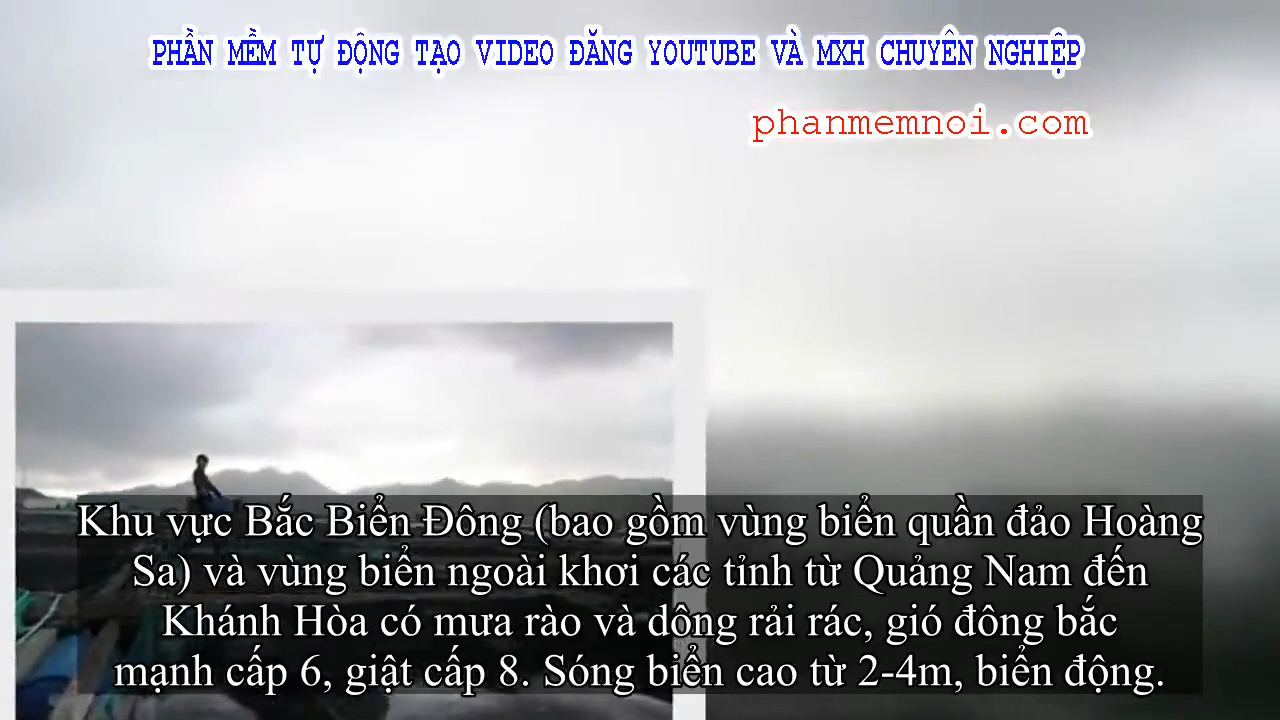 PHẦN MỀM TỰ ĐỘNG TẠO VIDEO ĐĂNG YOUTUBE VÀ MXH CHUYÊN NGHIỆP
phanmemnoi.com
Khu vực Bắc Biển Đông (bao gồm vùng biển quần đảo Hoàng
Sa) và vùng biển ngoài khơi các tỉnh từ Quảng Nam đến
Khánh Hòa có mưa rào và dông rải rác, gió đông bắc
mạnh cấp 6, giật cấp 8. Sóng biển cao từ 2-4m, biển động.